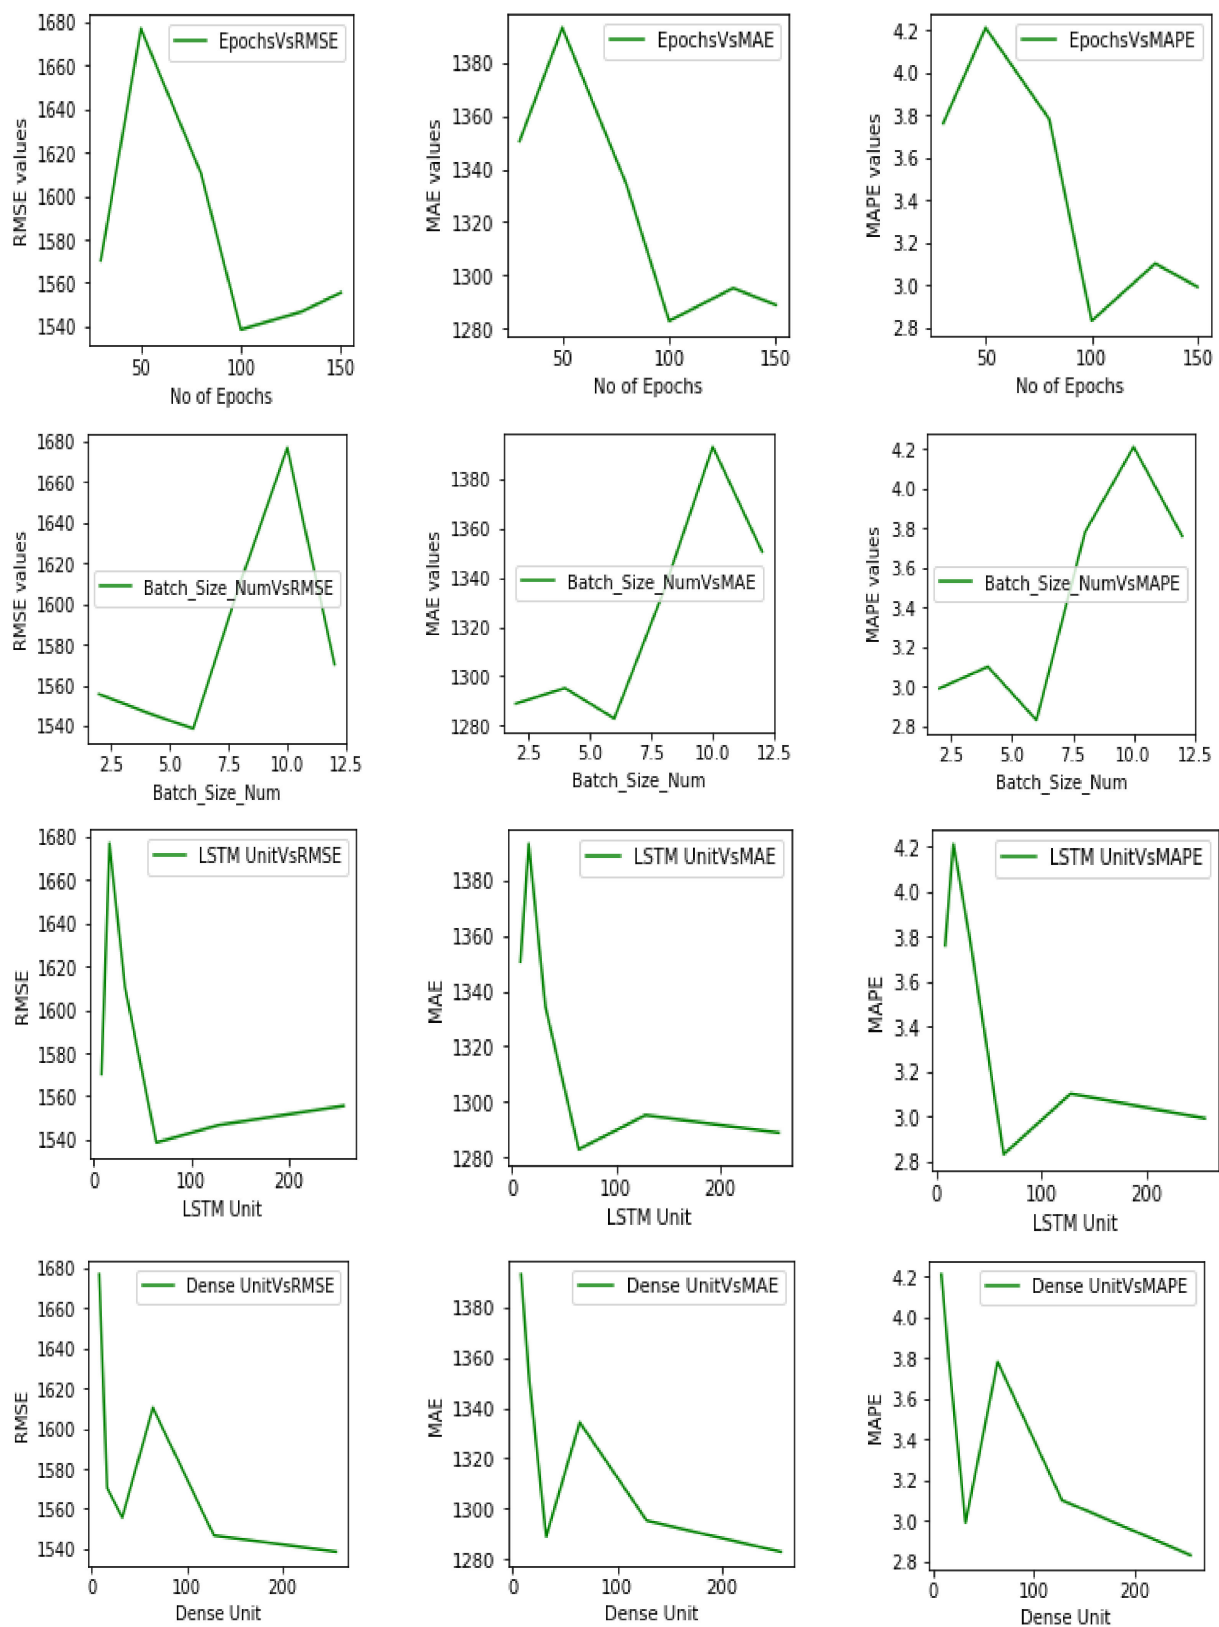 EpochsVsRMSE
RMSE values
1680
1660
1640
1620
1600
1580
1560
1540
50 100 150
No of Epochs
EpochsVsMAE
MAE values
1380
1360
1340
1320
1300
1280
50 100 150
No of Epochs
EpochsVsMAPE
MAPE values
4.2
4.0
3.8
3.6
3.4
3.2
3.0
2.8
50 100 150
No of Epochs
Batch_Size_NumVsRMSE
RMSE values
1680
1660
1640
1620
1600
1580
1560
1540
2.5 5.0 7.5 10.0 12.5
Batch_Size_Num
Batch_Size_NumVsMAE
MAE values
1380
1360
1340
1320
1300
1280
2.5 5.0 7.5 10.0 12.5
Batch_Size_Num
Batch_Size_NumVsMAPE
MAPE values
4.2
4.0
3.8
3.6
3.4
3.2
3.0
2.8
2.5 5.0 7.5 10.0 12.5
Batch_Size_Num
LSTM UnitVsRMSE
RMSE
1680
1660
1640
1620
1600
1580
1560
1540
0 100 200
LSTM Unit
LSTM UnitVsMAE
MAE
1380
1360
1340
1320
1300
1280
0 100 200
LSTM Unit
LSTM UnitVsMAPE
MAPE
4.2
4.0
3.8
3.6
3.4
3.2
3.0
2.8
0 100 200
LSTM Unit
Dense UnitVsRMSE
RMSE
1680
1660
1640
1620
1600
1580
1560
1540
0 200
Dense Unit
Dense UnitVsMAE
MAE
1380
1360
1340
1320
1300
1280
0 200
Dense Unit
Dense UnitVsMAPE
MAPE
4.2
4.0
3.8
3.6
3.4
3.2
3.0
2.8
0 200
Dense Unit